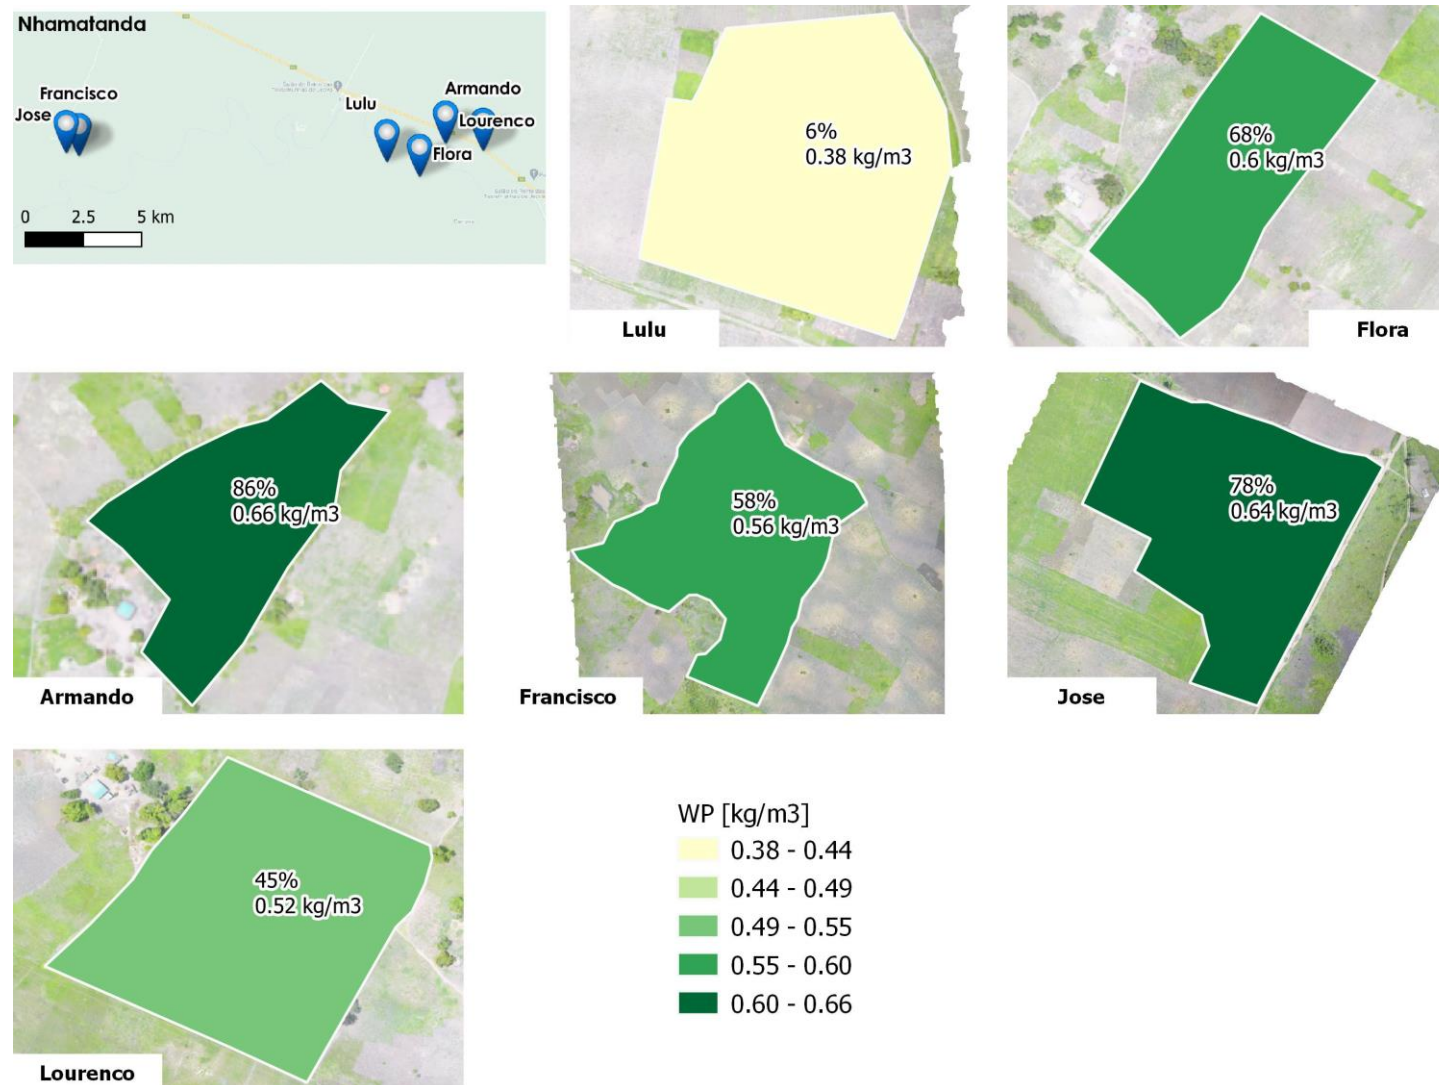 Nhamatanda
Francisco
Jose
Lulu
Armando
Lourenco
Flora
0 2.5 5 km
6%
0.38 kg/m3
Lulu
68%
0.6 kg/m3
Flora
86%
0.66 kg/m3
Armando
58%
0.56 kg/m3
Francisco
78%
0.64 kg/m3
Jose
45%
0.52 kg/m3
Lourenco
WP [kg/m3]
0.38 - 0.44
0.44 - 0.49
0.49 - 0.55
0.55 - 0.60
0.60 - 0.66